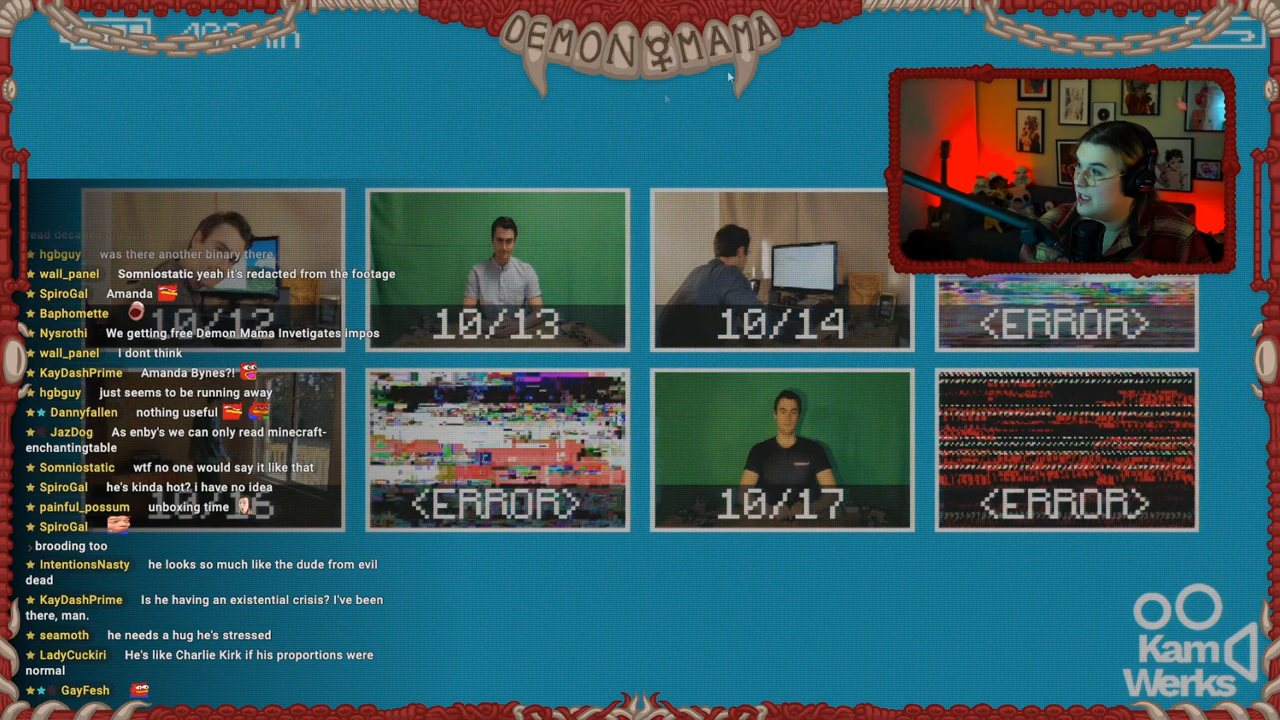 DEMON MAMA
was there another binary there
hgbguy
wall_panel Somniostatic yeah it's redacted from the footage
SpiroGal Amanda
Baphomette
Nysrothi We getting free Demon Mama Invetigates impos
wall_panel I dont think
KayDashPrime Amanda Bynes?!
hgbguy just seems to be running away
Dannyfallen nothing useful
JazDog As enby's we can only read minecraft-
enchantingtable
Somniostatic wtf no one would say it like that
SpiroGal he's kinda hot? i have no idea
painful_possum unboxing time
SpiroGal
brooding too
IntentionsNasty he looks so much like the dude from evil
dead
KayDashPrime Is he having an existential crisis? I've been
there, man.
seamoth he needs a hug he's stressed
LadyCuckiri He's like Charlie Kirk if his proportions were
normal
GayFesh
10/13
10/14
<ERROR>
<ERROR>
10/17
<ERROR>
Kam
Werks